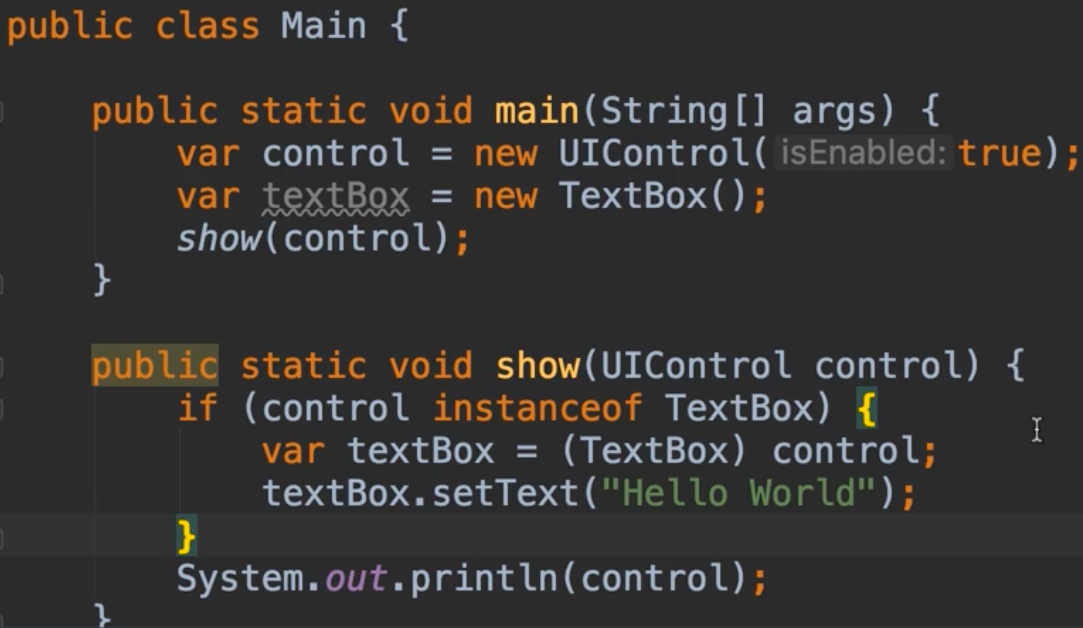 public class Main {
public static void main(String[] args) {
var control = new UIControl( isEnabled: true);
var textBox = new TextBox();
show(control);
}
public static void show(UIControl control) {
if (control instanceof TextBox) {
var textBox = (TextBox) control;
textBox.setText("Hello World");
}
System.out.println(control);
}